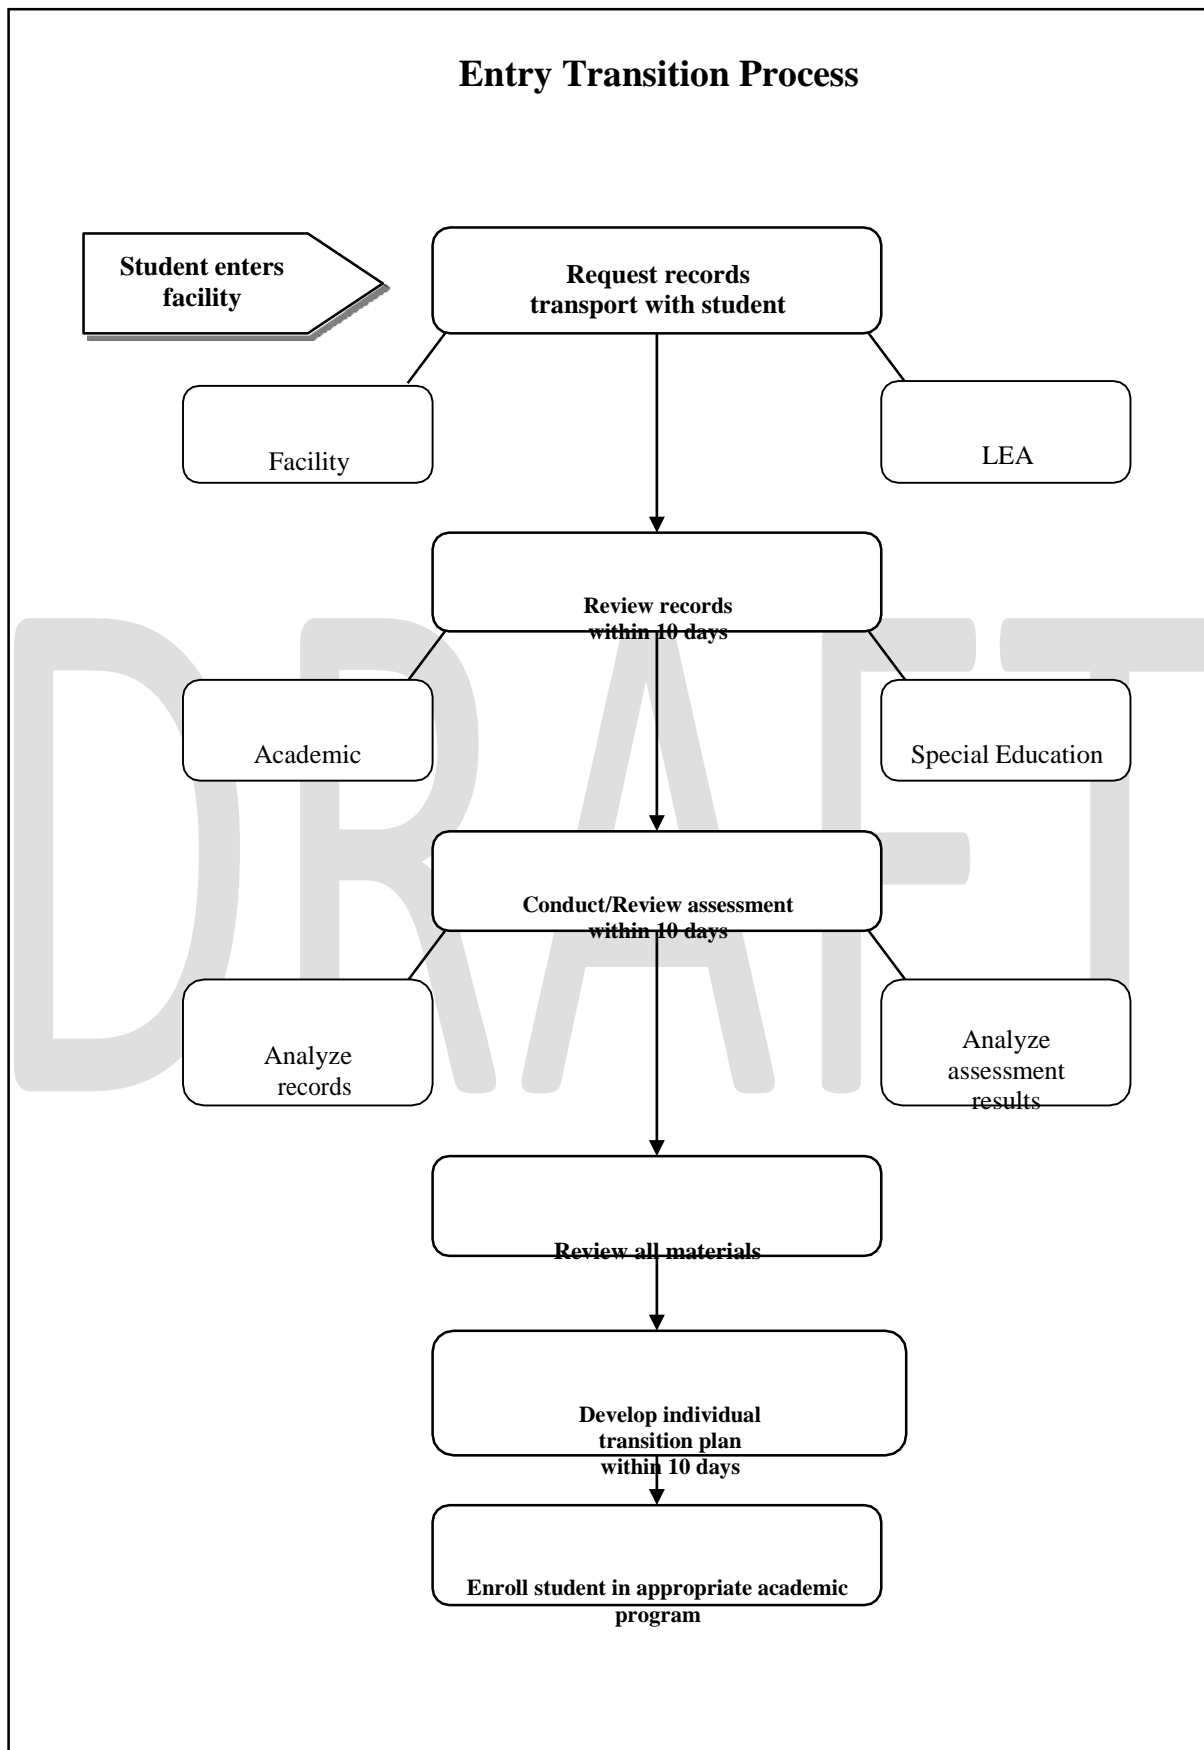 Entry Transition Process
Student enters
facility
Request records
transport with student
Facility
LEA
Review records
within 10 days
Academic
Special Education
Conduct/Review assessment
within 10 days
Analyze
records
Analyze
assessment
results
Review all materials
Develop individual
transition plan
within 10 days
Enroll student in appropriate academic
program
DRAFT